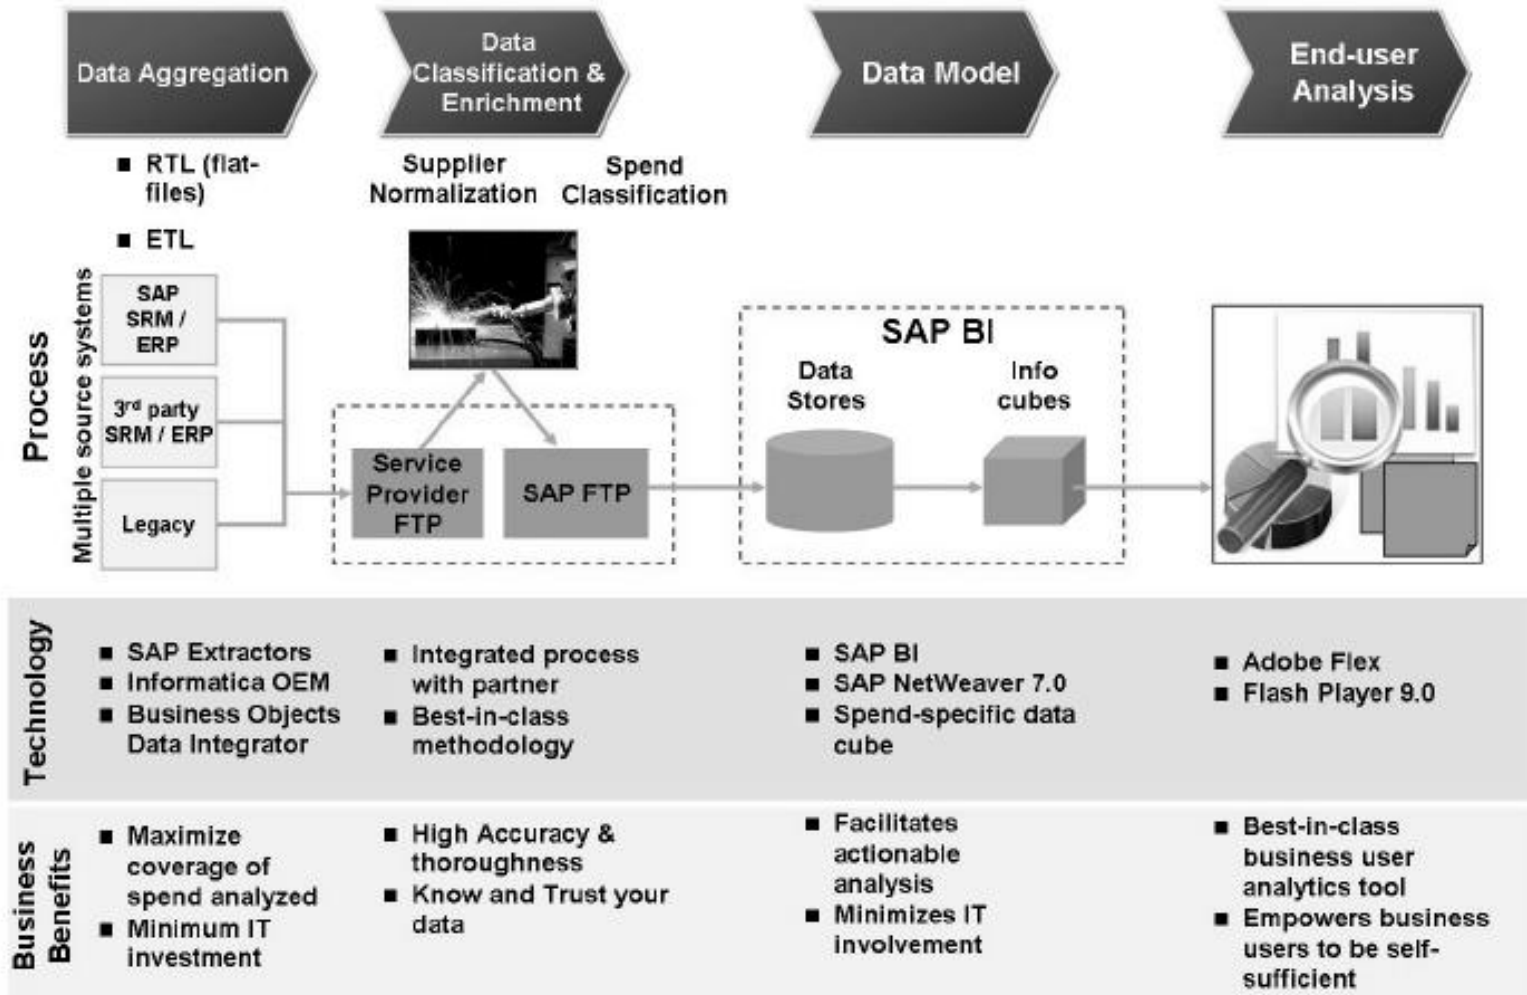 Data Aggregation
Data
Classification &
Enrichment
Data Model
End-user
Analysis
Process
■ RTL (flat-
files)
■ ETL
Supplier
Normalization
Spend
Classification
Multiple source systems
SAP
SRM /
ERP
3rd party
SRM / ERP
Legacy
Service
Provider
FTP
SAP FTP
SAP BI
Data
Stores
Info
cubes
Technology
■ SAP Extractors
■ Informatica OEM
■ Business Objects
Data Integrator
■ Integrated process
with partner
■ Best-in-class
methodology
■ SAP BI
■ SAP NetWeaver 7.0
■ Spend-specific data
cube
■ Adobe Flex
■ Flash Player 9.0
Business
Benefits
■ Maximize
coverage of
spend analyzed
■ Minimum IT
investment
■ High Accuracy &
thoroughness
■ Know and Trust your
data
■ Facilitates
actionable
analysis
■ Minimizes IT
involvement
■ Best-in-class
business user
analytics tool
■ Empowers business
users to be self-
sufficient